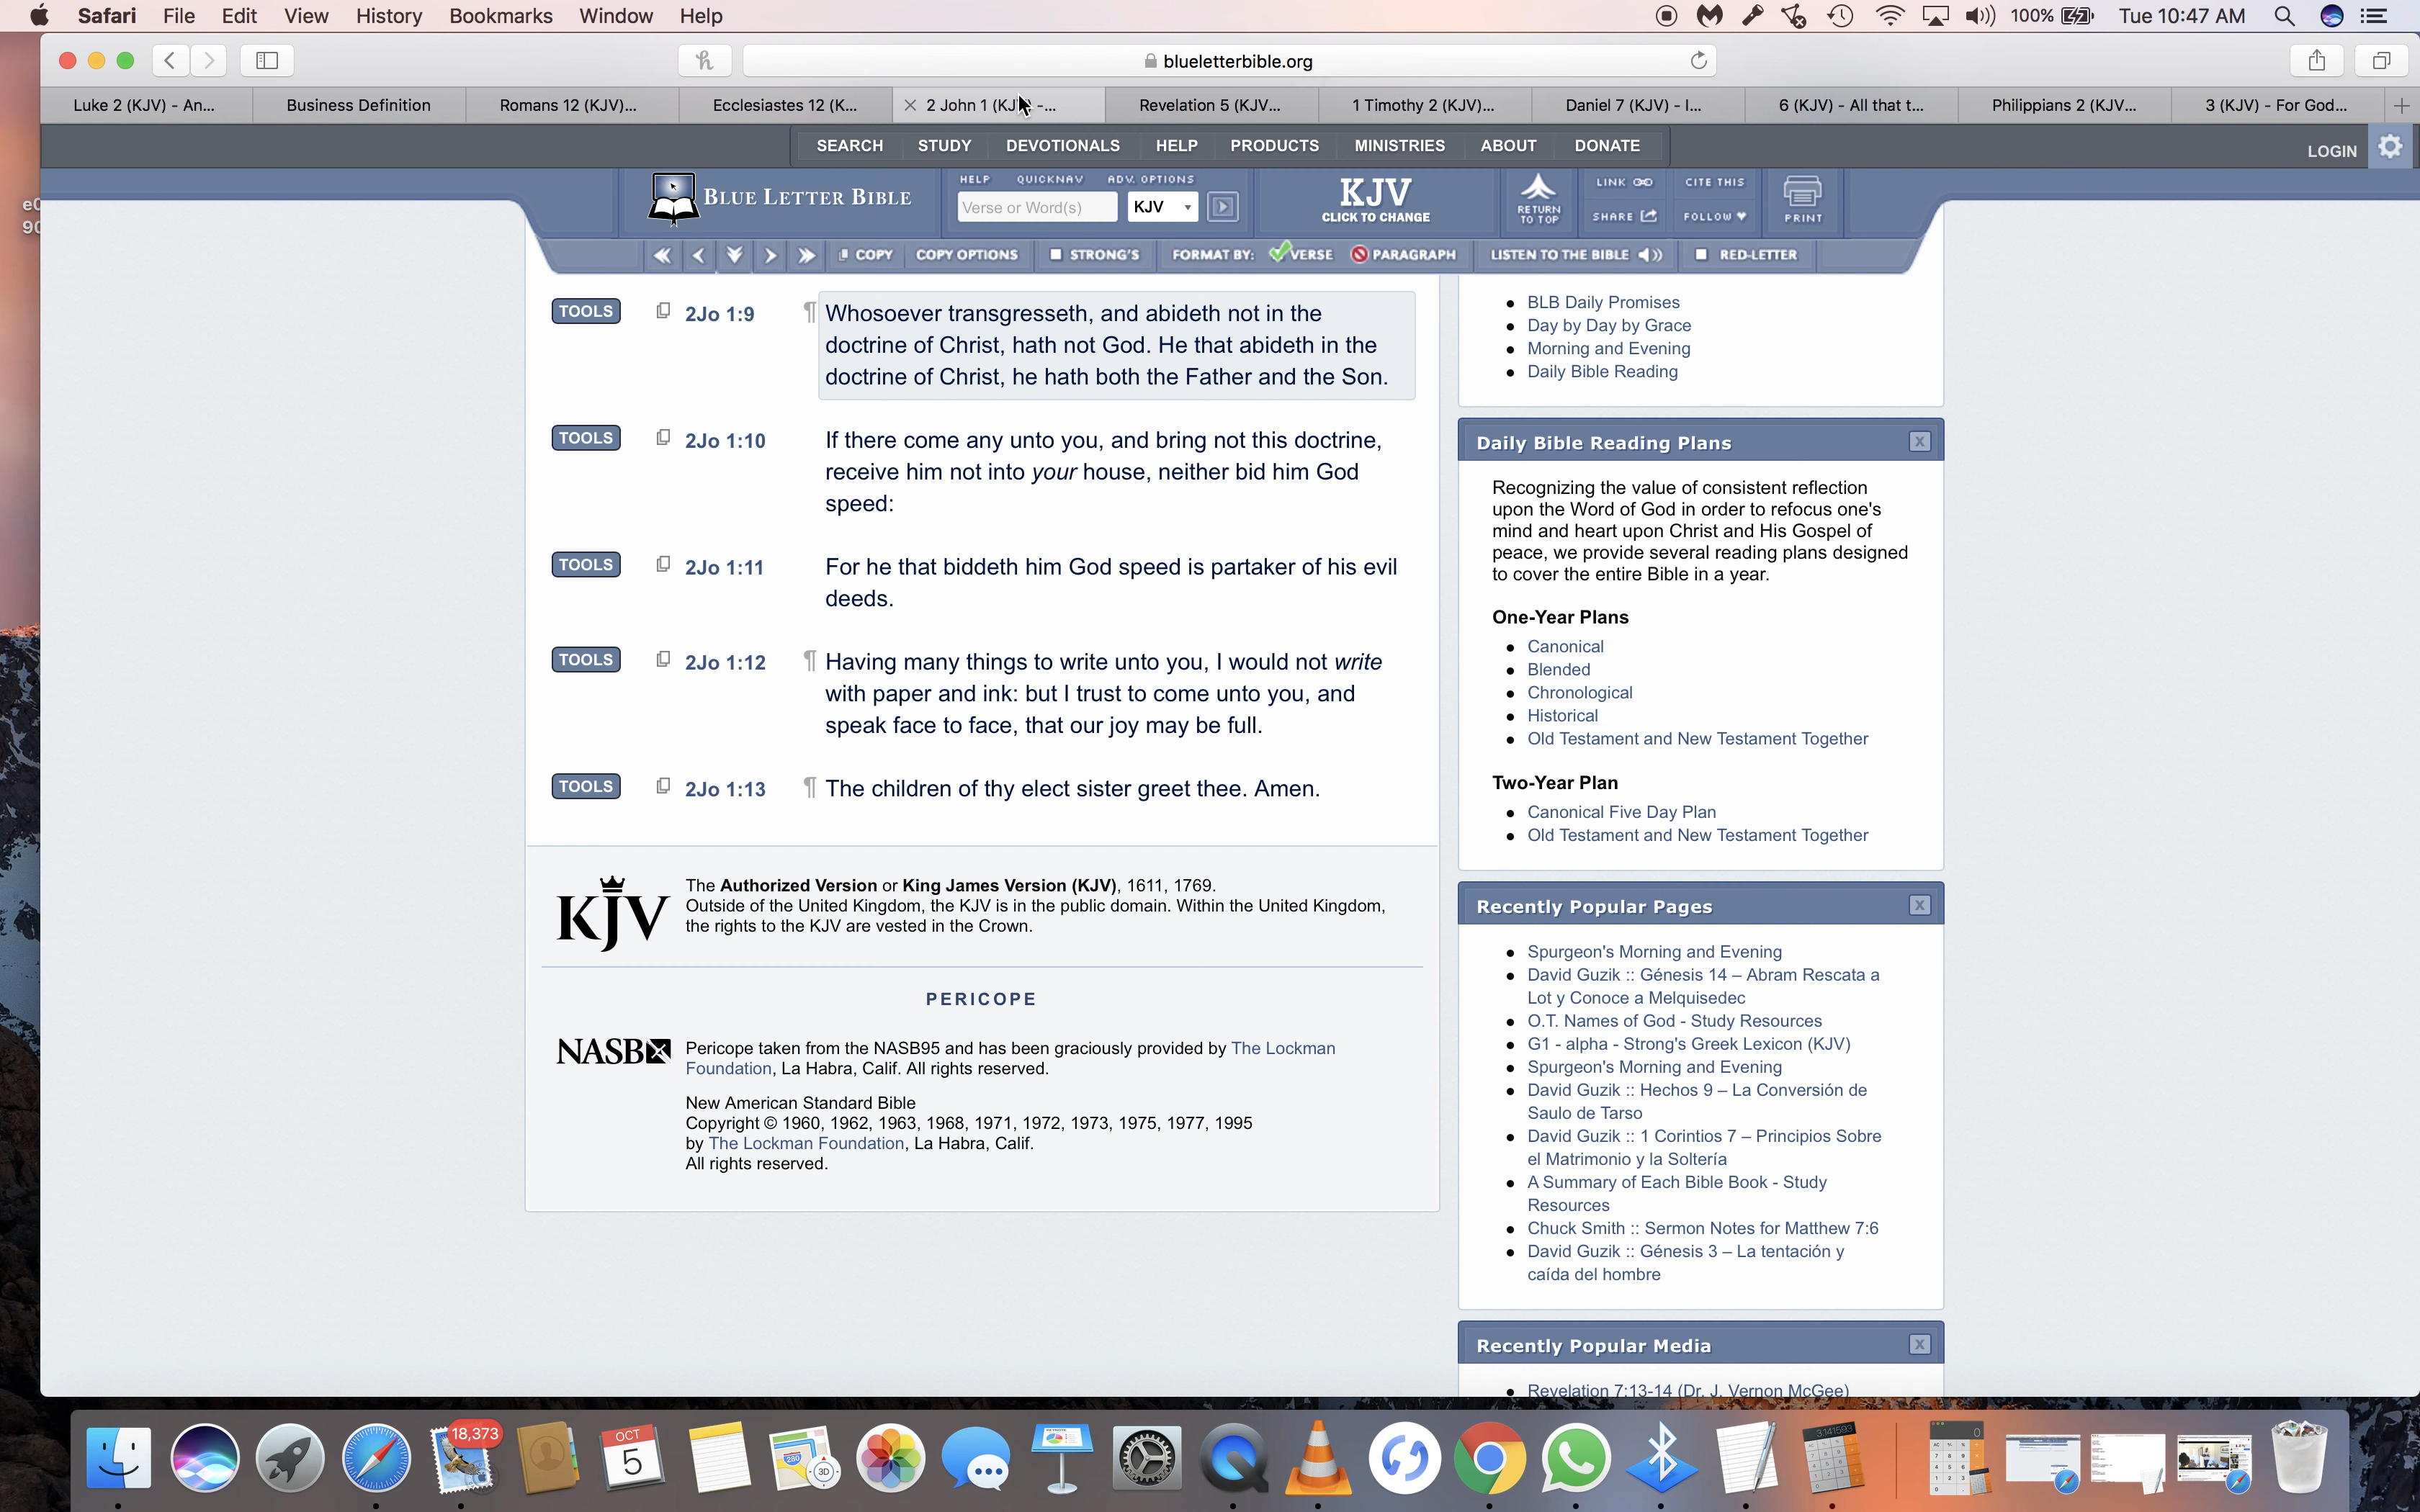 Safari File Edit View History Bookmarks Window Help 100% Tue 10:47 AM
blueletterbible.org
Luke 2 (KJV) - An... Business Definition Romans 12 (KJV)... Ecclesiastes 12 (K... 2 John 1 (KJV) -... Revelation 5 (KJV... 1 Timothy 2 (KJV)... Daniel 7 (KJV) - I... 6 (KJV) - All that t... Philippians 2 (KJV... 3 (KJV) - For God...
SEARCH STUDY DEVOTIONALS HELP PRODUCTS MINISTRIES ABOUT DONATE LOGIN
HELP QUICKNAV ADV. OPTIONS
BLUE LETTER BIBLE
Verse or Word(s) KJV
KJV
CLICK TO CHANGE
RETURN
TO TOP
LINK CITE THIS
SHARE FOLLOW
PRINT
COPY COPY OPTIONS STRONG'S FORMAT BY: VERSE PARAGRAPH LISTEN TO THE BIBLE RED-LETTER
TOOLS 2Jo 1:9 ¶ Whosoever transgresseth, and abideth not in the
doctrine of Christ, hath not God. He that abideth in the
doctrine of Christ, he hath both the Father and the Son.
TOOLS 2Jo 1:10 If there come any unto you, and bring not this doctrine,
receive him not into your house, neither bid him God
speed:
TOOLS 2Jo 1:11 For he that biddeth him God speed is partaker of his evil
deeds.
TOOLS 2Jo 1:12 ¶ Having many things to write unto you, I would not write
with paper and ink: but I trust to come unto you, and
speak face to face, that our joy may be full.
TOOLS 2Jo 1:13 ¶ The children of thy elect sister greet thee. Amen.
KJV
The Authorized Version or King James Version (KJV), 1611, 1769.
Outside of the United Kingdom, the KJV is in the public domain. Within the United Kingdom,
the rights to the KJV are vested in the Crown.
PERICOPE
NASB
Pericope taken from the NASB95 and has been graciously provided by The Lockman
Foundation, La Habra, Calif. All rights reserved.
New American Standard Bible
Copyright © 1960, 1962, 1963, 1968, 1971, 1972, 1973, 1975, 1977, 1995
by The Lockman Foundation, La Habra, Calif.
All rights reserved.
BLB Daily Promises
Day by Day by Grace
Morning and Evening
Daily Bible Reading
Daily Bible Reading Plans X
Recognizing the value of consistent reflection
upon the Word of God in order to refocus one's
mind and heart upon Christ and His Gospel of
peace, we provide several reading plans designed
to cover the entire Bible in a year.
One-Year Plans
Canonical
Blended
Chronological
Historical
Old Testament and New Testament Together
Two-Year Plan
Canonical Five Day Plan
Old Testament and New Testament Together
Recently Popular Pages X
Spurgeon's Morning and Evening
David Guzik :: Génesis 14 – Abram Rescata a
Lot y Conoce a Melquisedec
O.T. Names of God - Study Resources
G1 - alpha - Strong's Greek Lexicon (KJV)
Spurgeon's Morning and Evening
David Guzik :: Hechos 9 – La Conversión de
Saulo de Tarso
David Guzik :: 1 Corintios 7 – Principios Sobre
el Matrimonio y la Soltería
A Summary of Each Bible Book - Study
Resources
Chuck Smith :: Sermon Notes for Matthew 7:6
David Guzik :: Génesis 3 – La tentación y
caída del hombre
Recently Popular Media X
Revelation 7:13-14 (Dr. J. Vernon McGee)
18,373
OCT
5
280
3D
3.141593